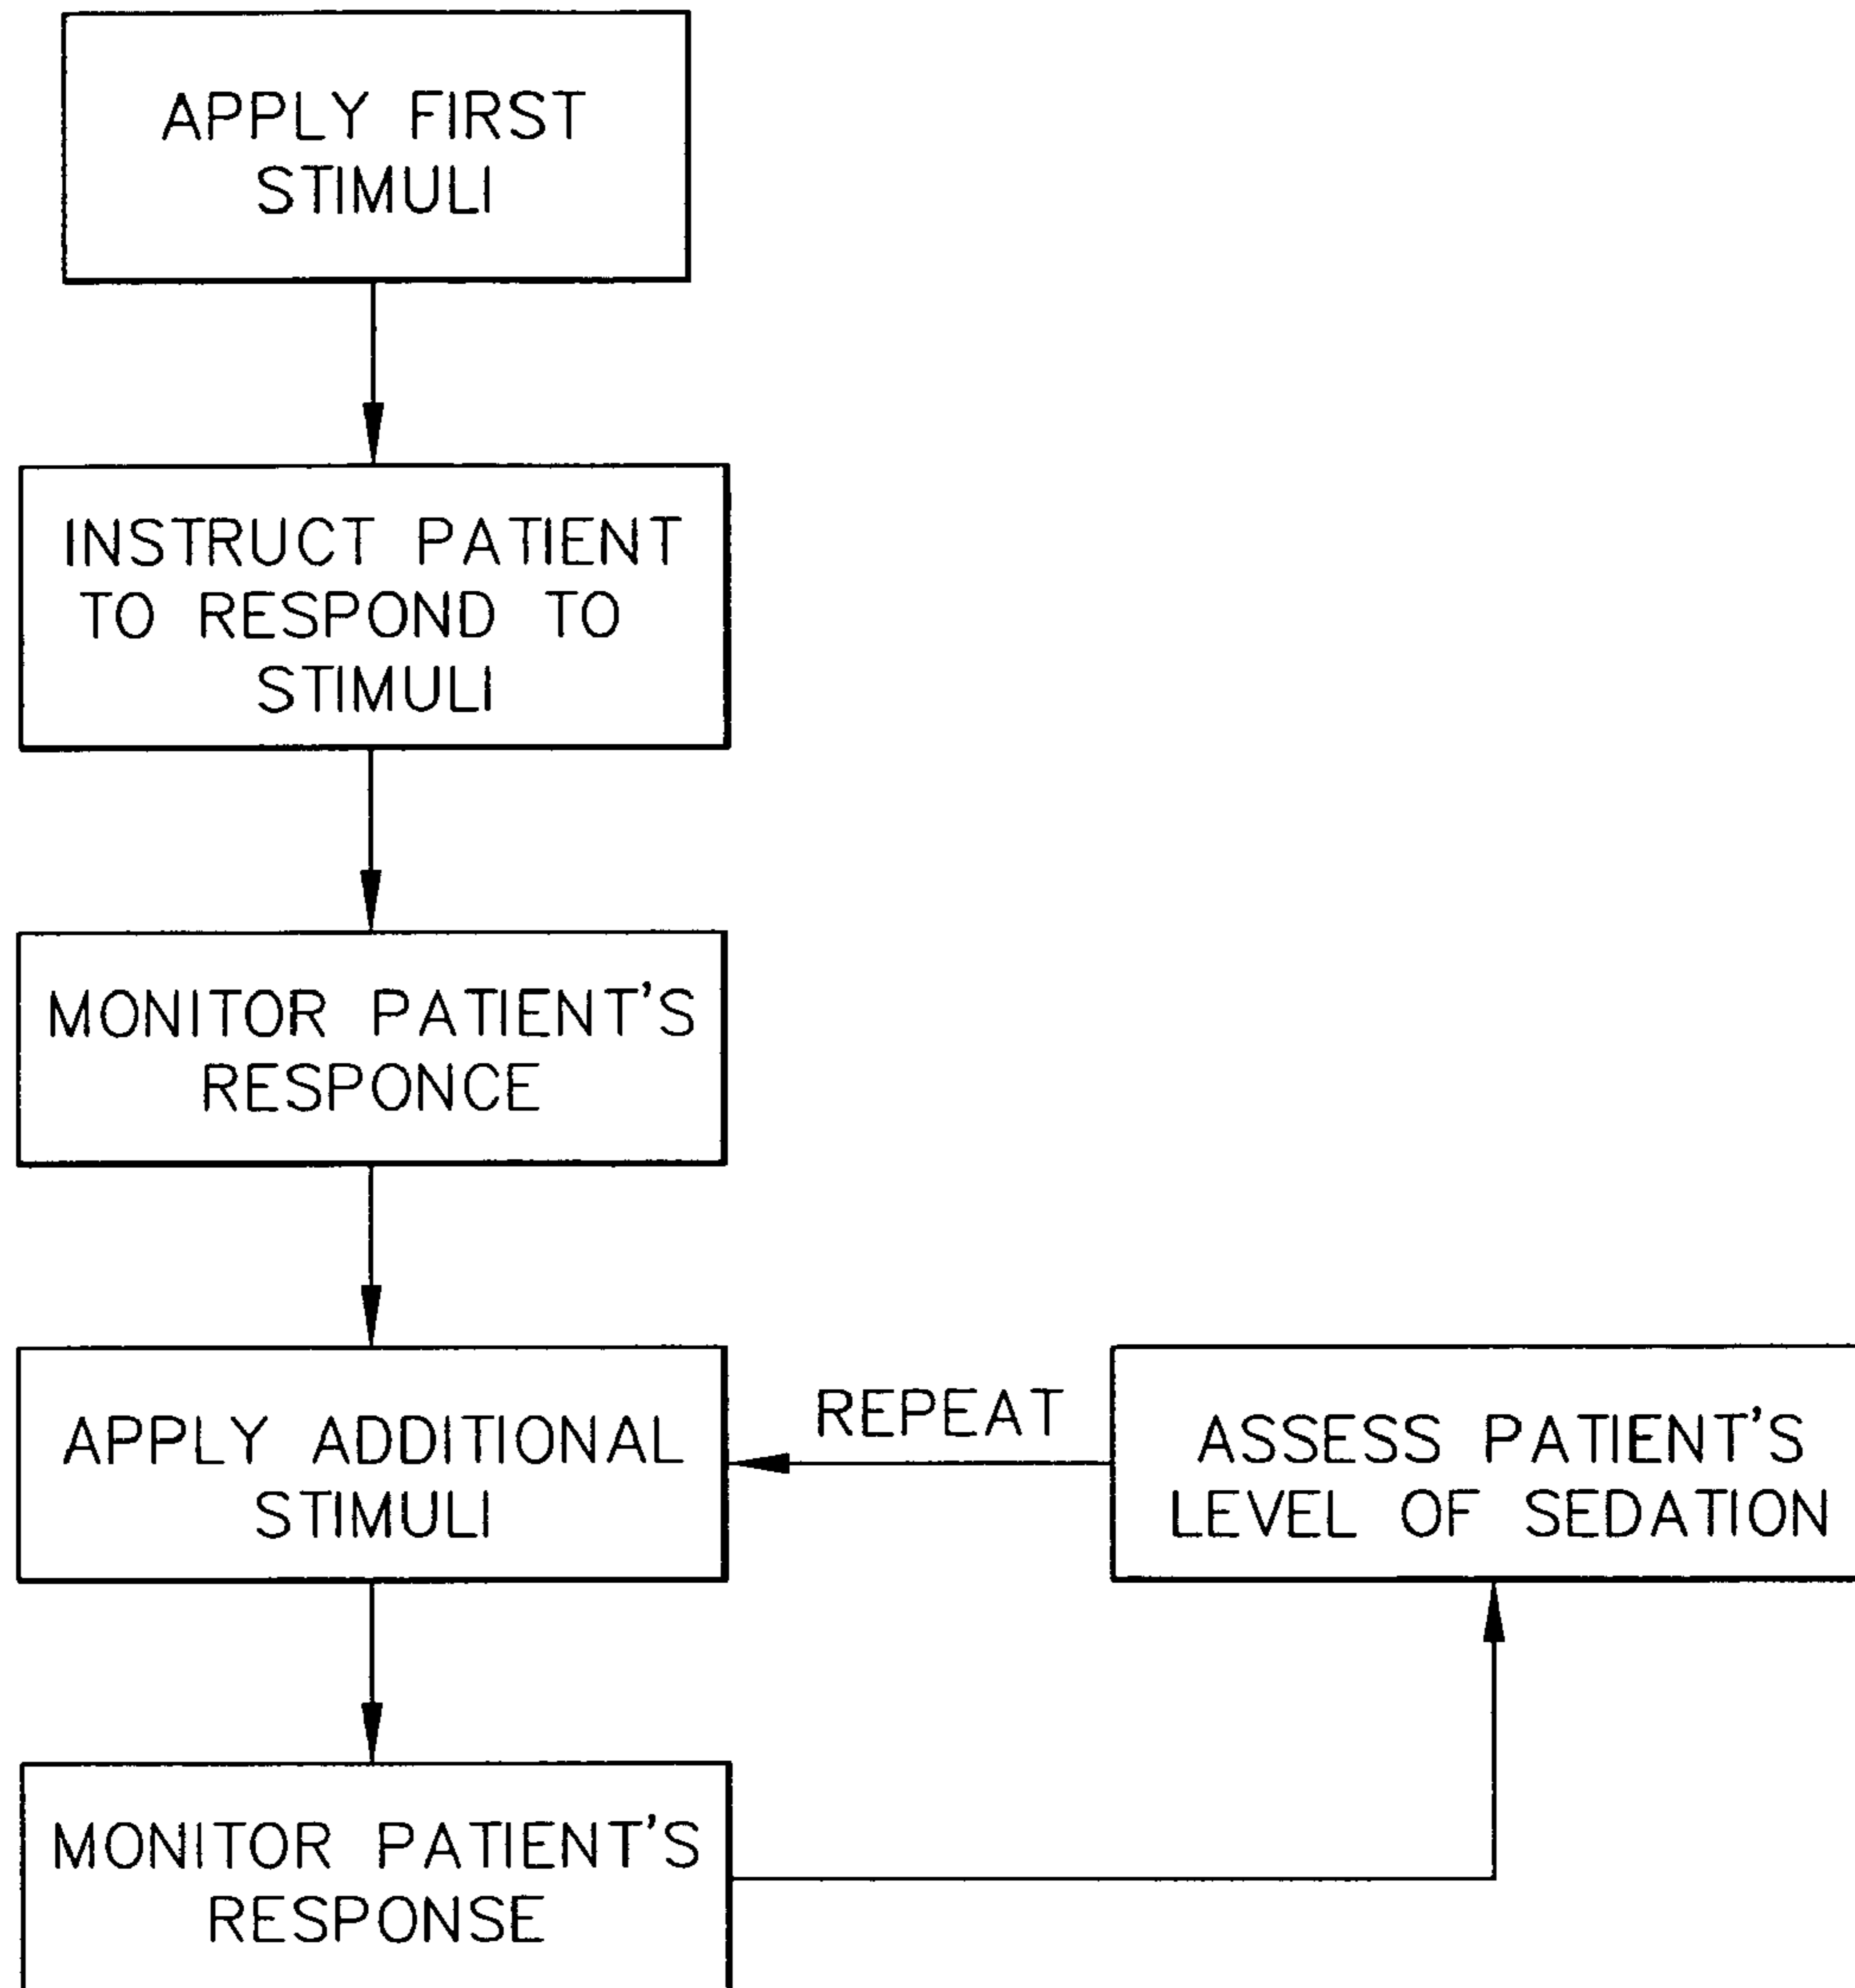 APPLY FIRST
STIMULI
INSTRUCT PATIENT
TO RESPOND TO
STIMULI
MONITOR PATIENT'S
RESPONCE
APPLY ADDITIONAL
STIMULI
REPEAT
ASSESS PATIENT'S
LEVEL OF SEDATION
MONITOR PATIENT'S
RESPONSE